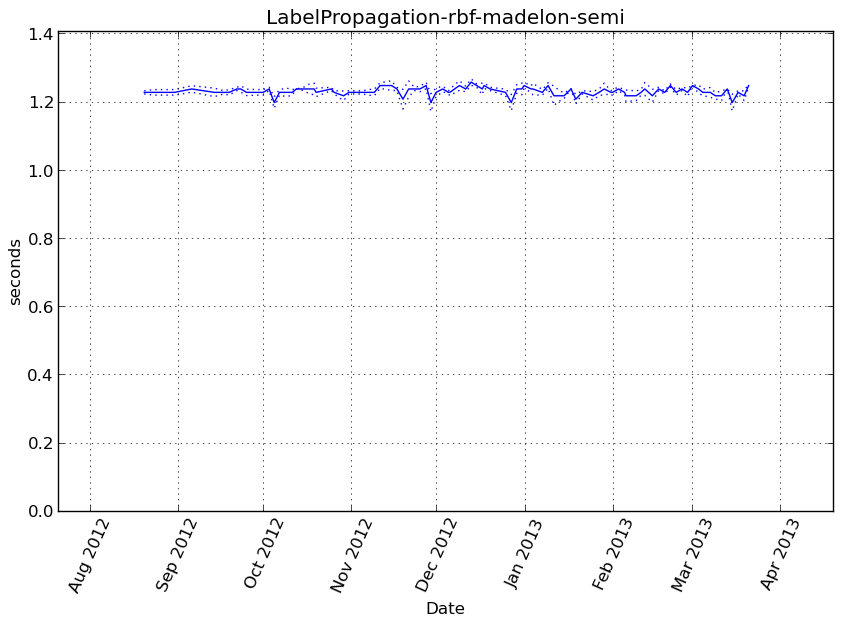 LabelPropagation-rbf-madelon-semi
1.4
1.2
1.0
0.8
0.6
0.4
0.2
0.0
seconds
Aug 2012
Sep 2012
Oct 2012
Nov 2012
Dec 2012
Jan 2013
Feb 2013
Mar 2013
Apr 2013
Date